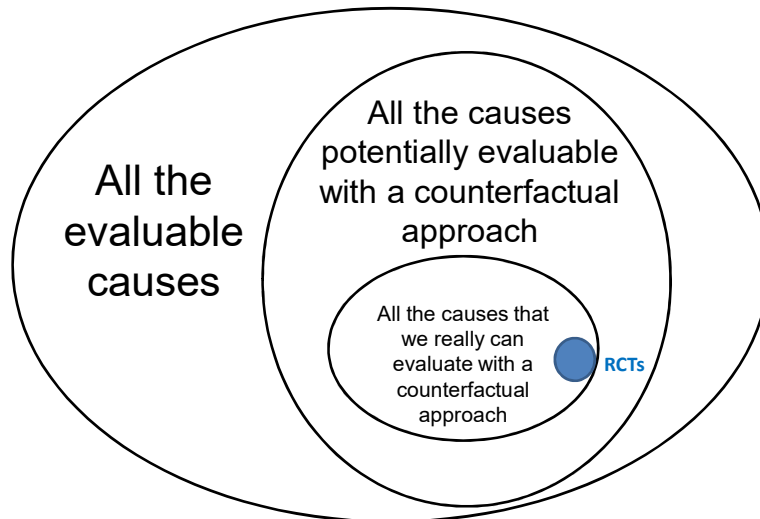 All the
evaluable
causes
All the causes
potentially evaluable
with a counterfactual
approach
All the causes that
we really can
evaluate with a
counterfactual
approach
RCTs